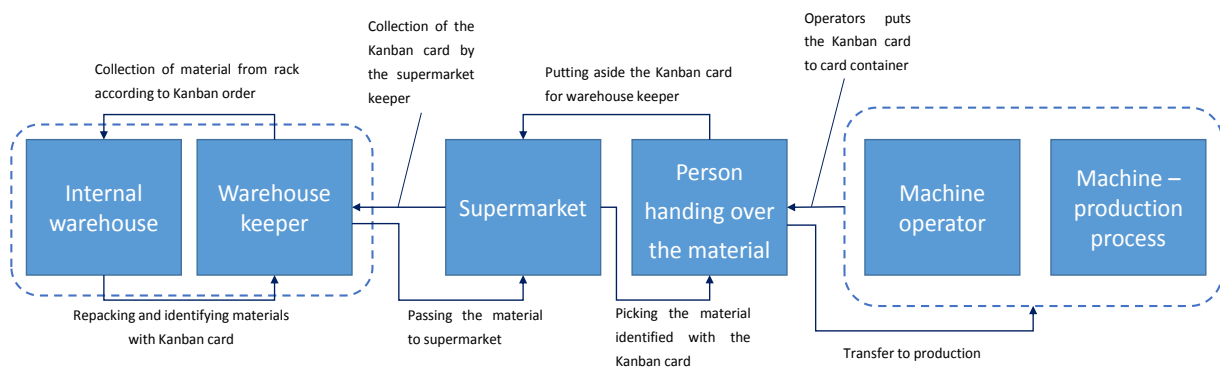 Collection of material from rack
according to Kanban order
Collection of the
Kanban card by
the supermarket
keeper
Putting aside the Kanban card
for warehouse keeper
Operators puts
the Kanban card
to card container
Internal
warehouse
Warehouse
keeper
Supermarket
Person
handing over
the material
Machine
operator
Machine –
production
process
Repacking and identifying materials
with Kanban card
Passing the material
to supermarket
Picking the material
identified with the
Kanban card
Transfer to production